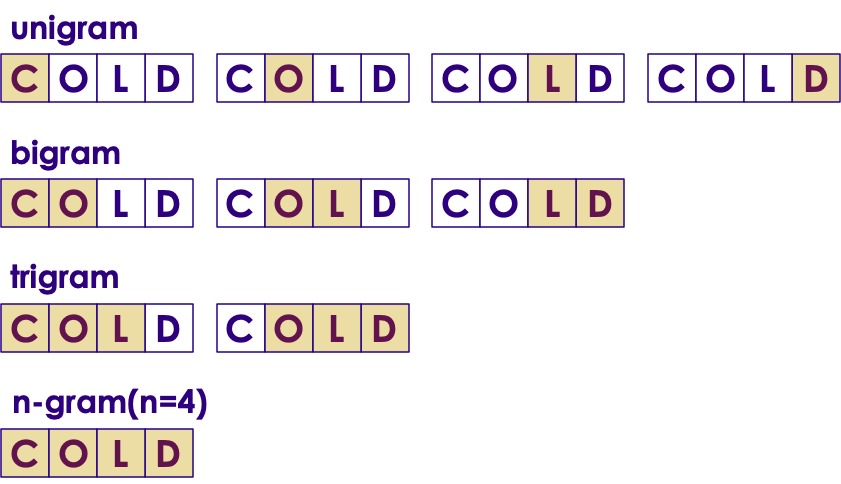 unigram
C O L D C O L D C O L D C O L D
bigram
C O L D C O L D C O L D
trigram
C O L D C O L D
n-gram(n=4)
C O L D